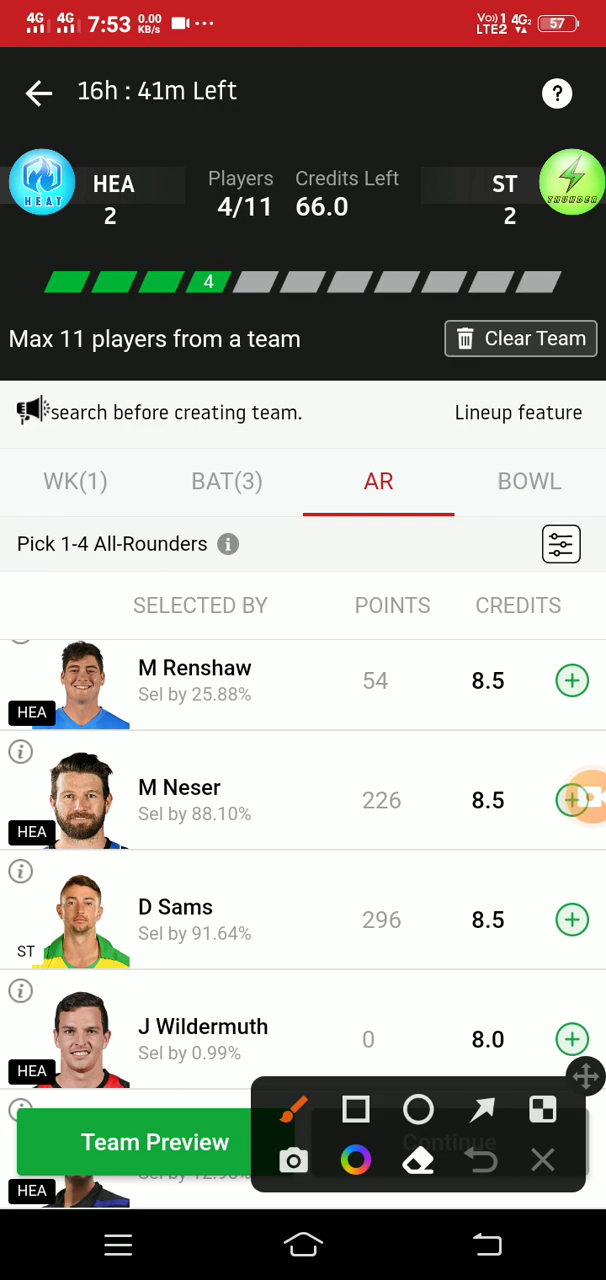 4G 4G 7:53 0.00 KB/s ... Vo)) 1 4G2 LTE2 57
16h : 41m Left ?
HEAT HEA Players Credits Left ST THUNDER
2 4/11 66.0 2
4
Max 11 players from a team Clear Team
search before creating team. Lineup feature
WK(1) BAT(3) AR BOWL
Pick 1-4 All-Rounders i
SELECTED BY POINTS CREDITS
M Renshaw
Sel by 25.88% 54 8.5 +
HEA
i
M Neser
Sel by 88.10% 226 8.5 +
HEA
i
D Sams
Sel by 91.64% 296 8.5 +
ST
i
J Wildermuth
Sel by 0.99% 0 8.0 +
HEA
Team Preview Continue
HEA